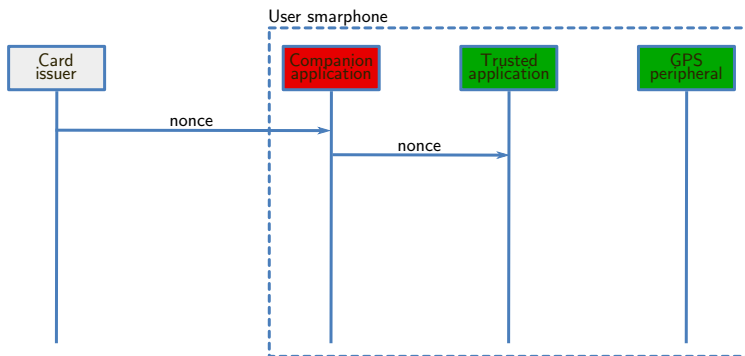 User smarphone
Card
issuer
Companion
application
Trusted
application
GPS
peripheral
nonce
nonce